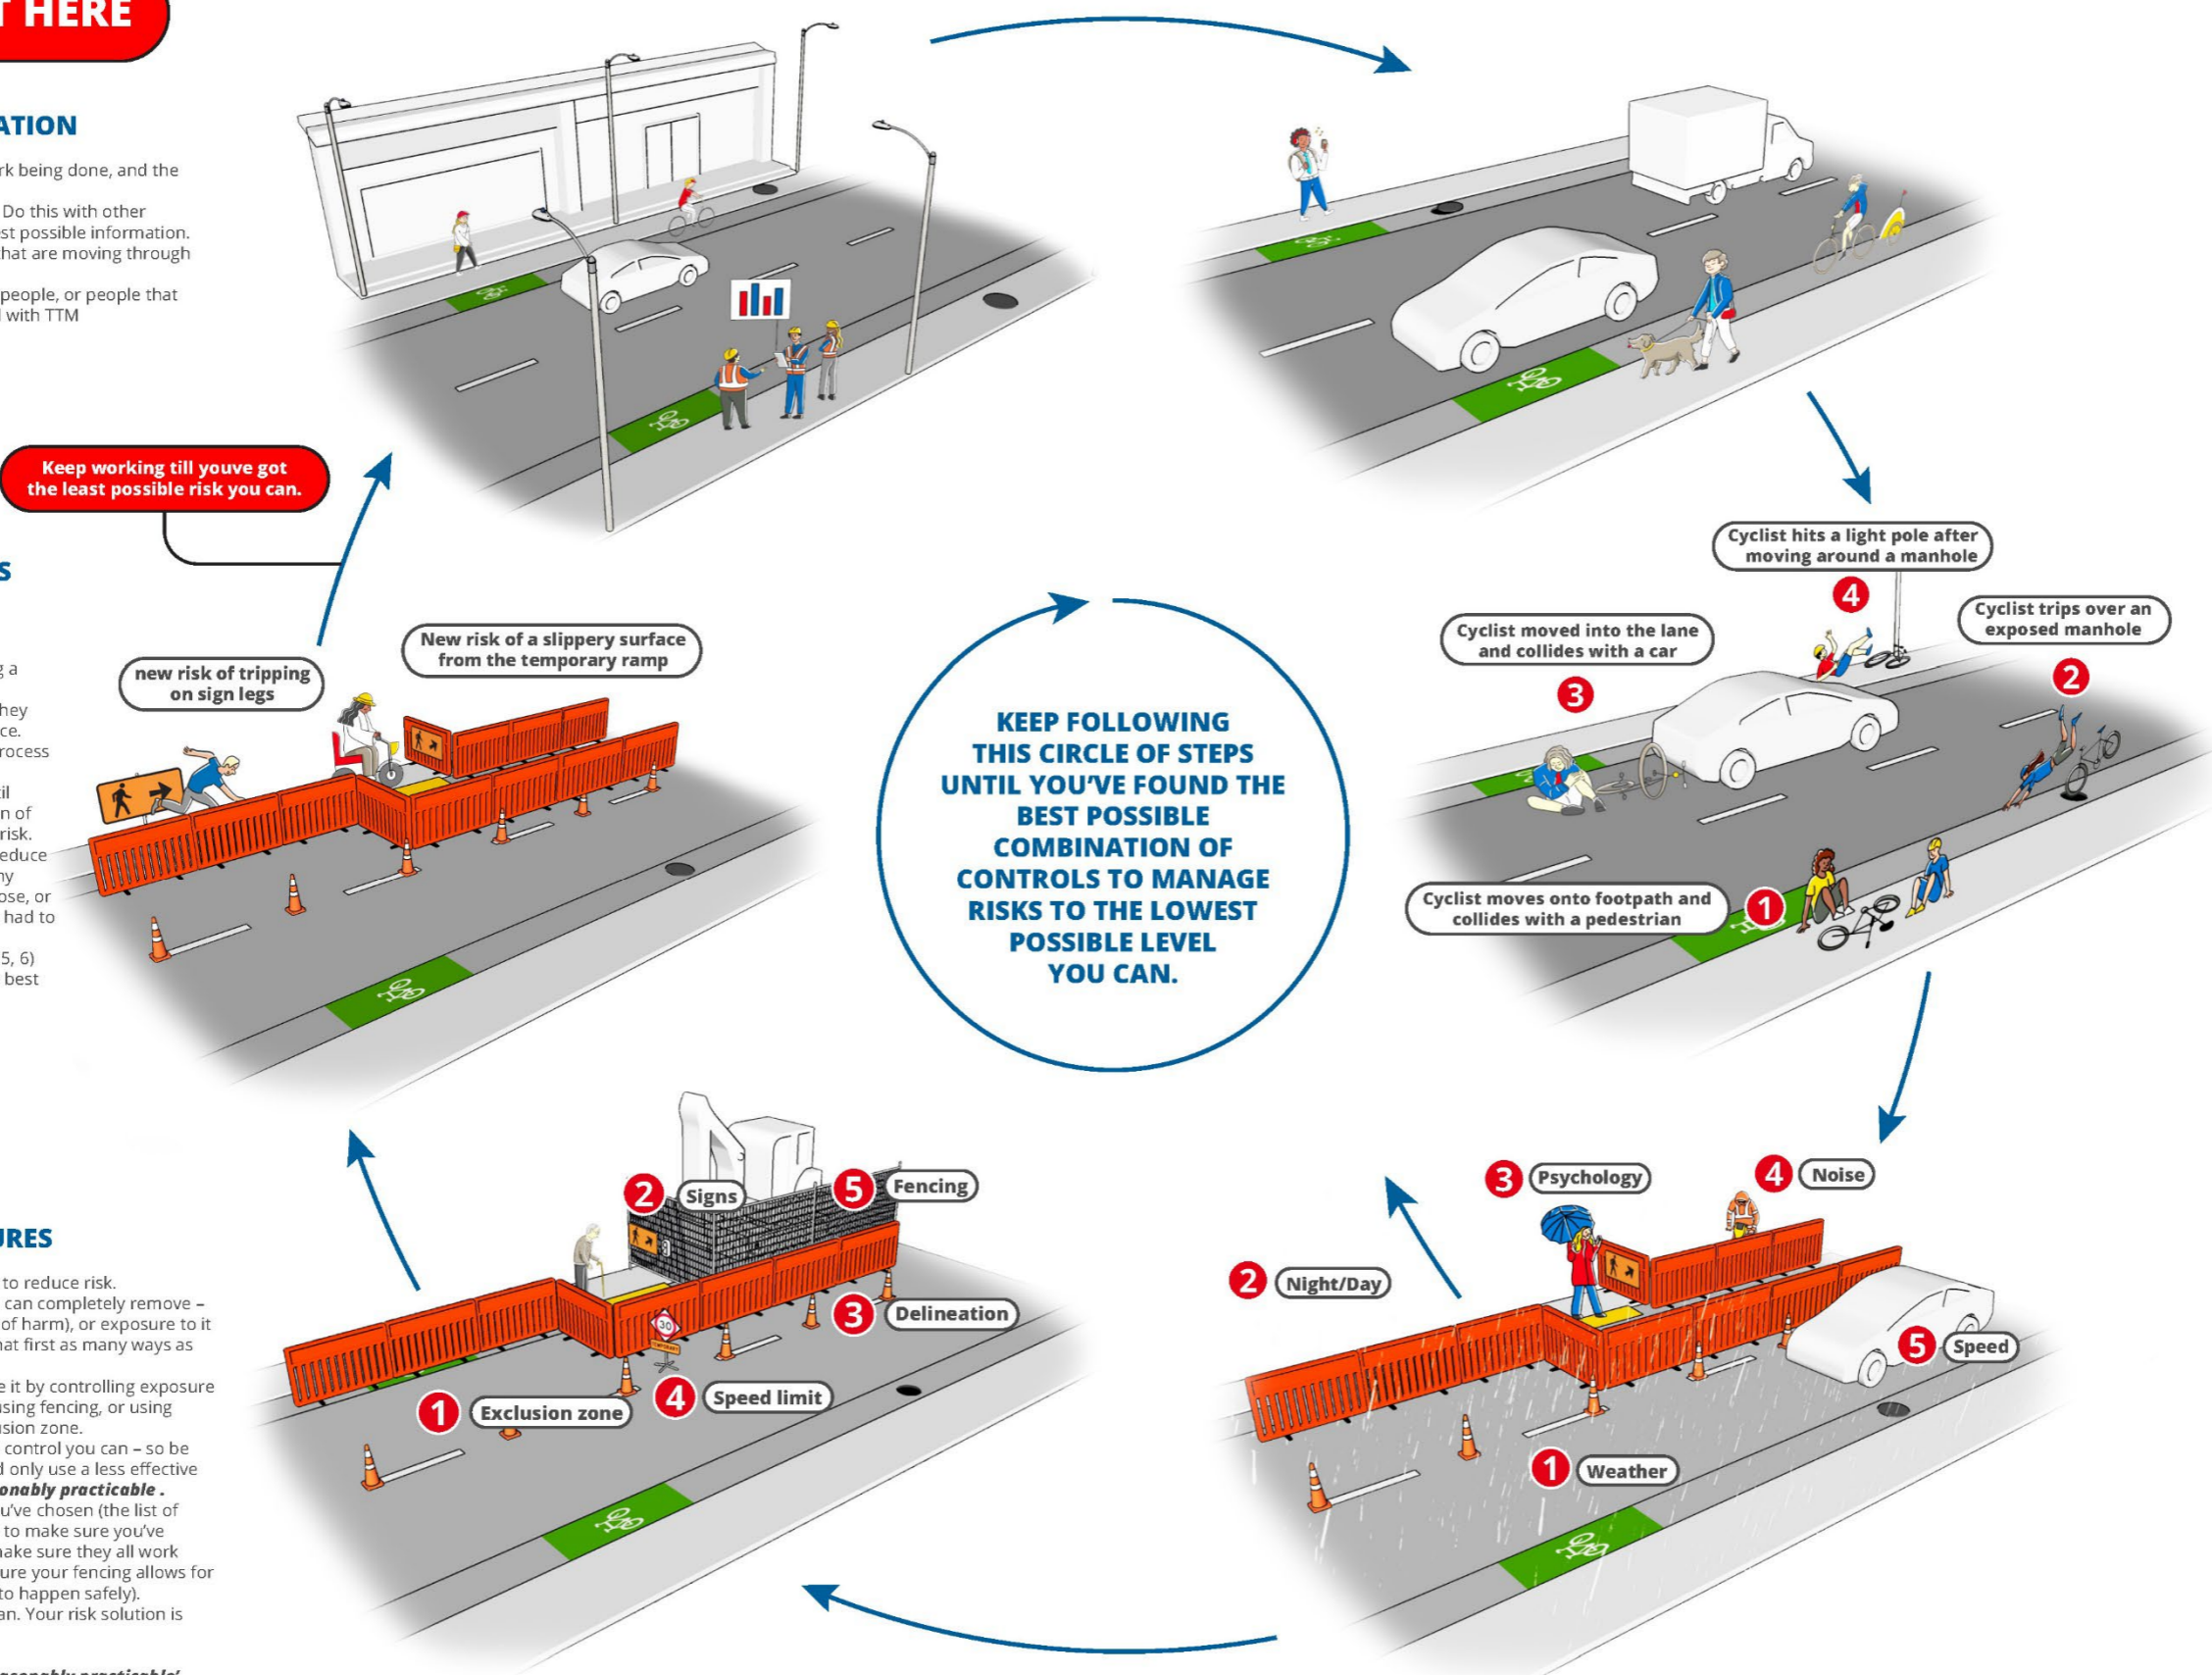 HERE
rk being done, and the
Do this with other
st possible information.
hat are moving through
people, or people that
with TTM
Keep working till youve got
the least possible risk you can.
g a
hey
ce.
rocess
il
n of
risk.
educe
ny
ose, or
had to
5, 6)
best
new risk of tripping
on sign legs
New risk of a slippery surface
from the temporary ramp
KEEP FOLLOWING
THIS CIRCLE OF STEPS
UNTIL YOU'VE FOUND THE
BEST POSSIBLE
COMBINATION OF
CONTROLS TO MANAGE
RISKS TO THE LOWEST
POSSIBLE LEVEL
YOU CAN.
Cyclist hits a light pole after
moving around a manhole
4
Cyclist moved into the lane
and collides with a car
3
Cyclist trips over an
exposed manhole
2
Cyclist moves onto footpath and
collides with a pedestrian
1
3 Psychology
4 Noise
2 Night/Day
5 Speed
1 Weather
2 Signs
5 Fencing
3 Delineation
30
TEMPORARY
4 Speed limit
1 Exclusion zone
URES
to reduce risk.
can completely remove –
of harm), or exposure to it
hat first as many ways as
e it by controlling exposure
using fencing, or using
usion zone.
control you can – so be
d only use a less effective
onably practicable .
u've chosen (the list of
to make sure you've
make sure they all work
ure your fencing allows for
to happen safely).
an. Your risk solution is